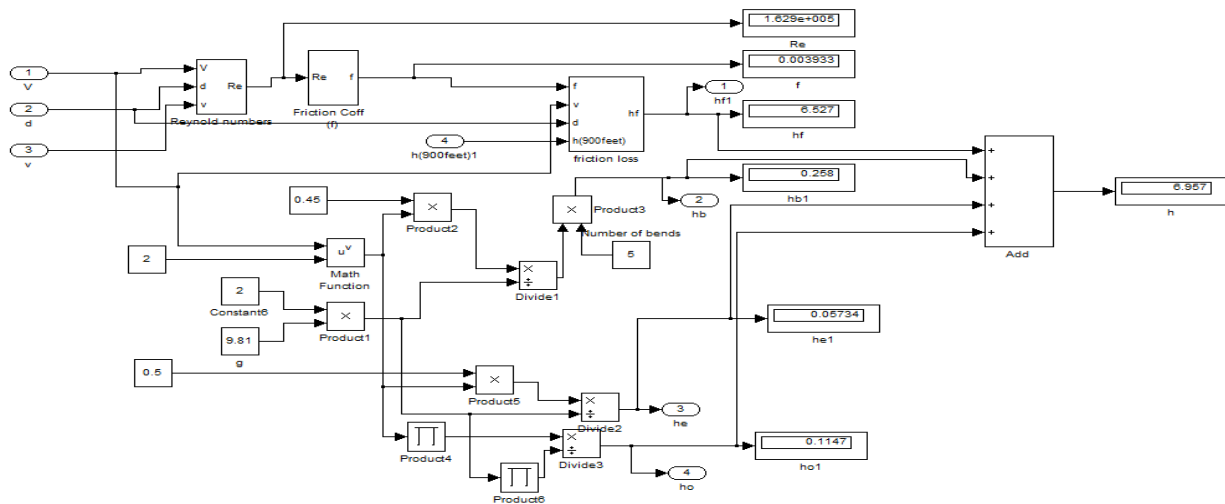 1.629e+005
Re
1
V
V
d
v
Re
Reynold numbers
Re
f
Friction Coff
(f)
0.003933
f
2
d
f
v
d
h(900feet)
hf
friction loss
1
hf1
6.527
hf
3
v
4
h(900feet)1
0.258
hb1
2
hb
+
+
+
+
Add
6.957
h
0.45
×
Product2
×
Product3
Number of bends
5
2
u^v
Math
Function
×
÷
Divide1
2
Constant6
9.81
g
×
Product1
0.05734
he1
0.5
×
Product5
×
÷
Divide2
3
he
Product4
×
÷
Divide3
0.1147
ho1
4
ho
Product6